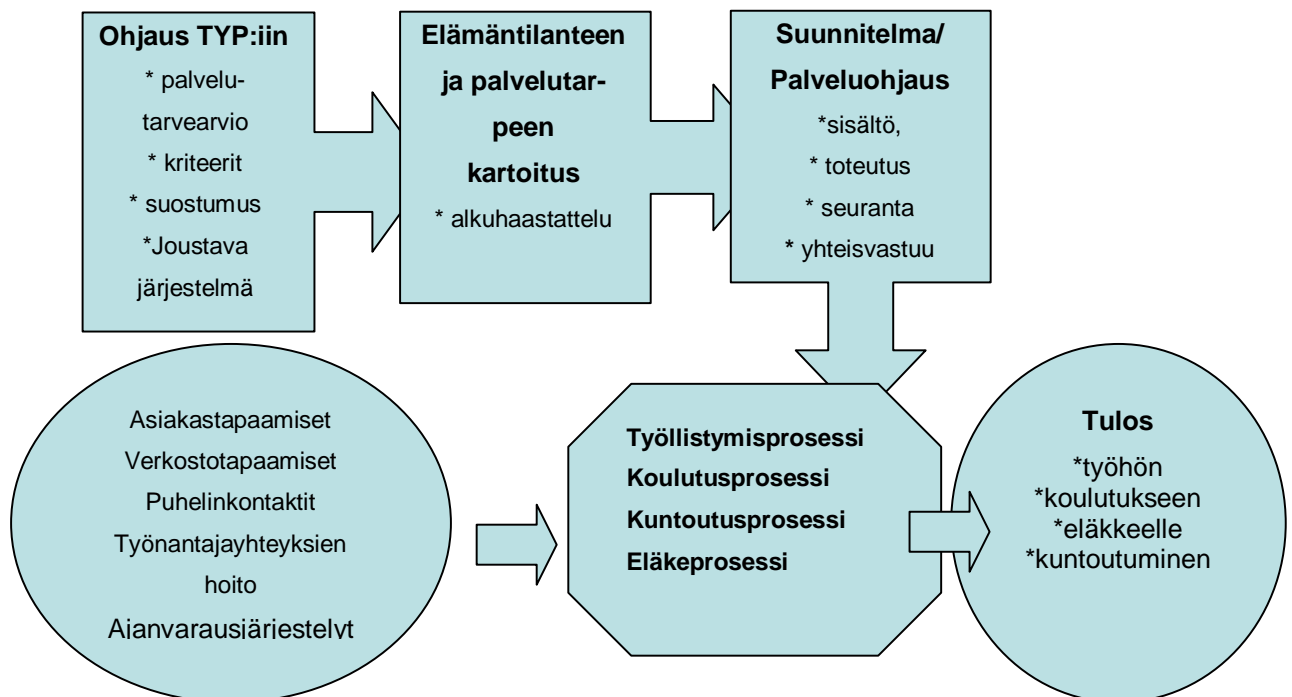 Ohjaus TYP:iin
* palvelu-
tarvearvio
* kriteerit
* suostumus
*Joustava
järjestelmä
Elämäntilanteen
ja palvelutar-
peen
kartoitus
* alkuhaastattelu
Suunnitelma/
Palveluohjaus
*sisältö,
* toteutus
* seuranta
* yhteisvastuu
Asiakastapaamiset
Verkostotapaamiset
Puhelinkontaktit
Työnantajayhteyksien
hoito
Ajanvarausjärjestelyt
Työllistymisprosessi
Koulutusprosessi
Kuntoutusprosessi
Eläkeprosessi
Tulos
*työhön
*koulutukseen
*eläkkeelle
*kuntoutuminen